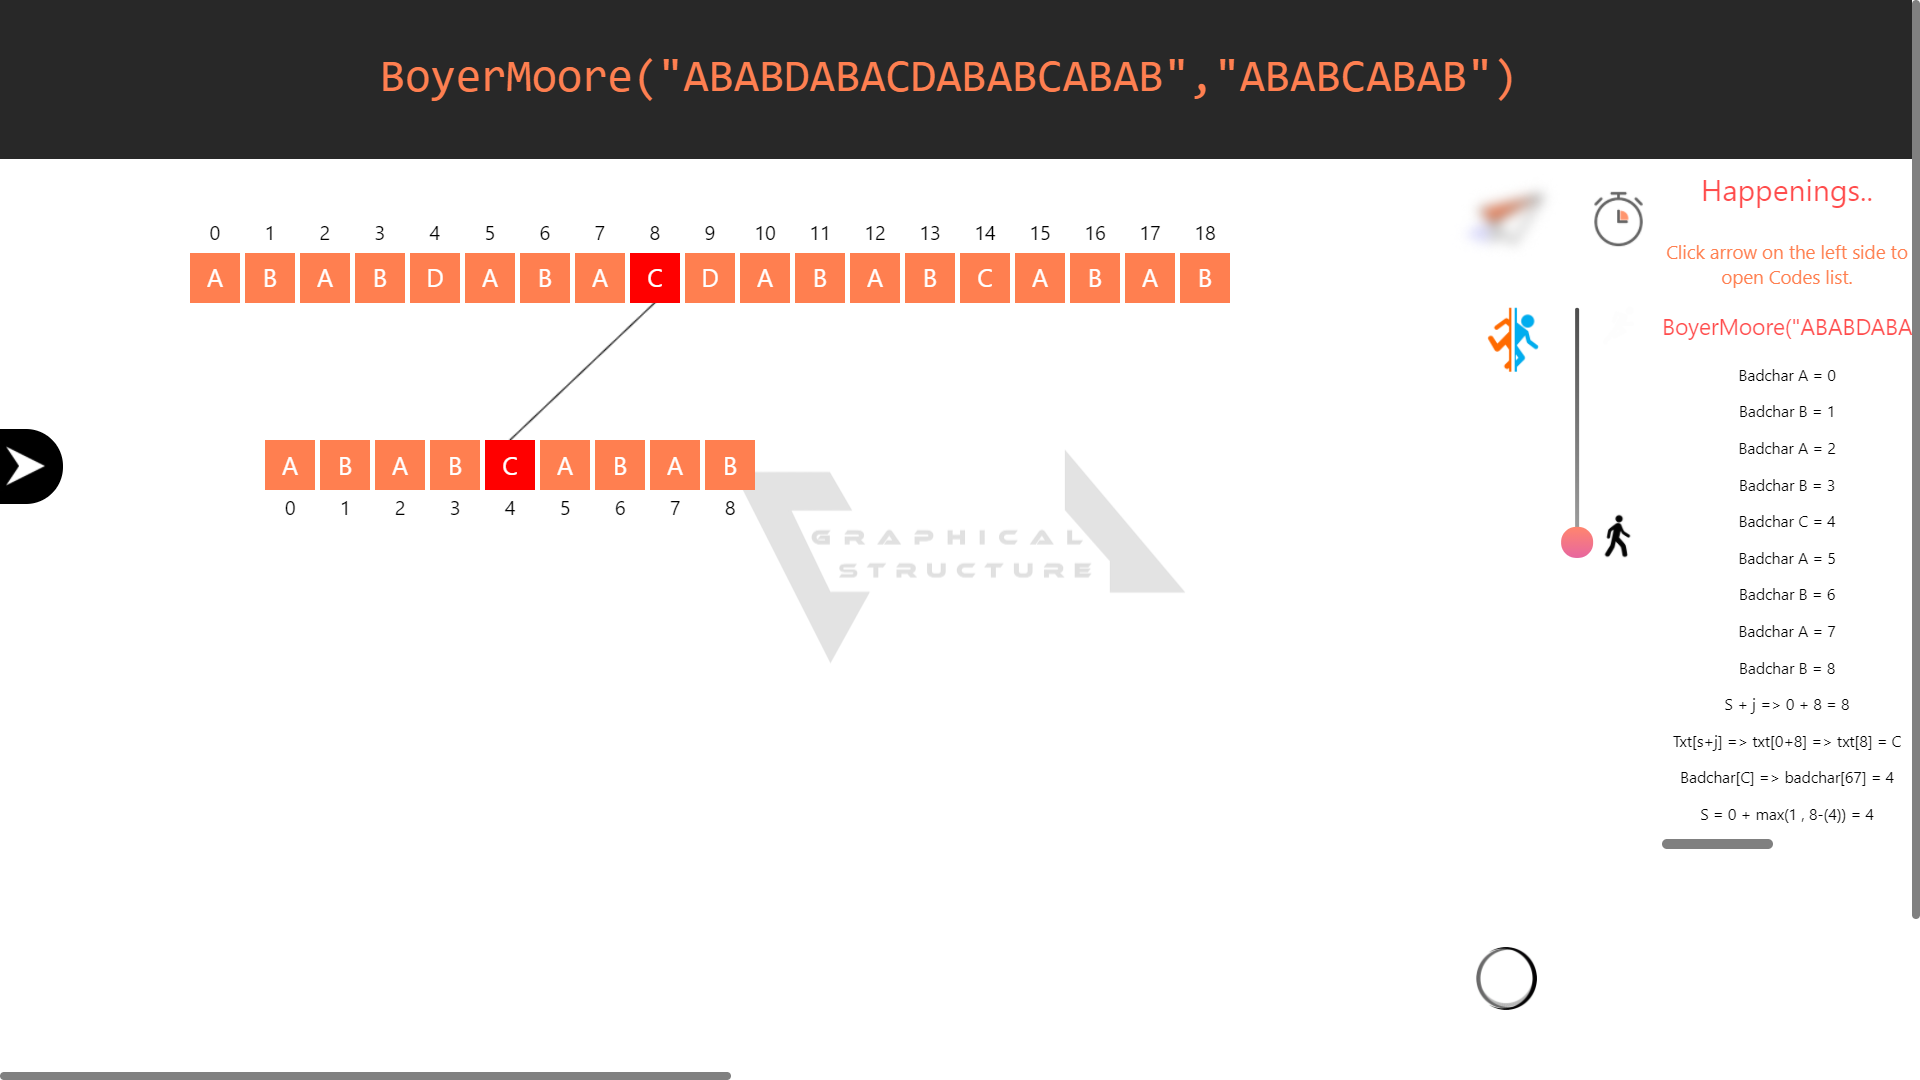 BoyerMoore("ABABDABACDABABCABAB","ABABCABAB")
0 1 2 3 4 5 6 7 8 9 10 11 12 13 14 15 16 17 18
A B A B D A B A C D A B A B C A B A B
A B A B C A B A B
0 1 2 3 4 5 6 7 8
GRAPHICAL
STRUCTURE
Happenings..
Click arrow on the left side to
open Codes list.
BoyerMoore("ABABDABA
Badchar A = 0
Badchar B = 1
Badchar A = 2
Badchar B = 3
Badchar C = 4
Badchar A = 5
Badchar B = 6
Badchar A = 7
Badchar B = 8
S + j => 0 + 8 = 8
Txt[s+j] => txt[0+8] => txt[8] = C
Badchar[C] => badchar[67] = 4
S = 0 + max(1 , 8-(4)) = 4